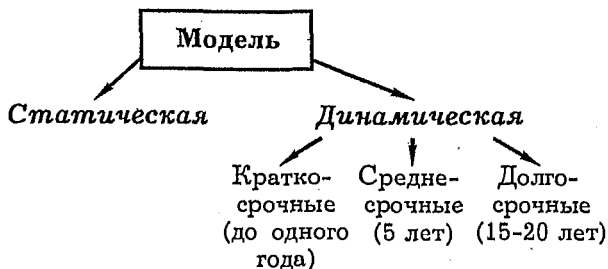 Модель
Статическая Динамическая
Кратко- Средне- Долго-
срочные срочные срочные
(до одного (5 лет) (15-20 лет)
года)